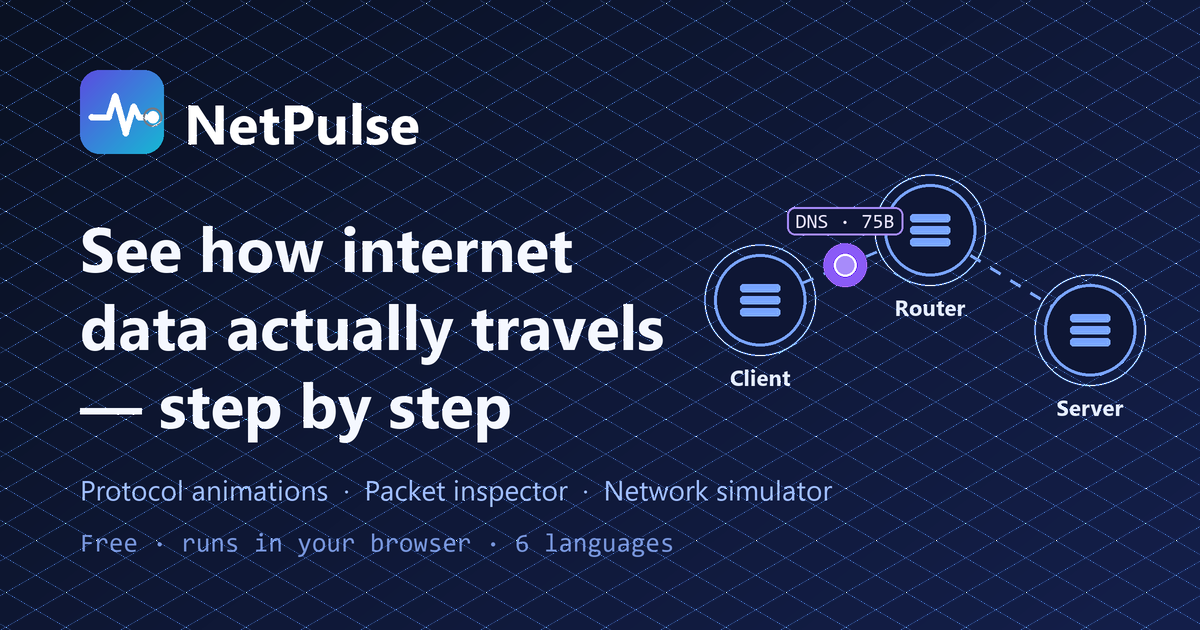 NetPulse
See how internet
data actually travels
— step by step
DNS · 75B
Client
Router
Server
Protocol animations · Packet inspector · Network simulator
Free · runs in your browser · 6 languages